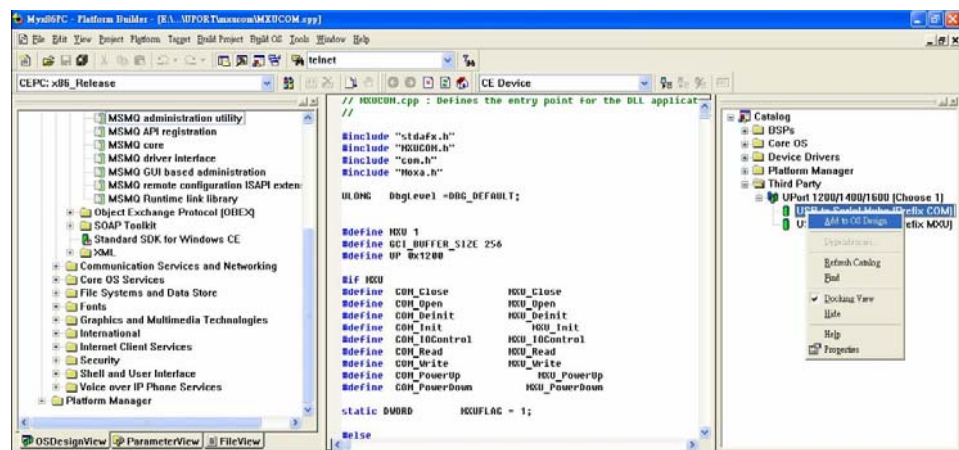 Myx86PC - Platform Builder - [E:\...\UPORT\mxucom\MXUCOM.cpp]
File Edit View Project Platform Target Build Project Build OS Tools Window Help
telnet
CEPC: x86_Release
CE Device
MSMQ administration utility
MSMQ API registration
MSMQ core
MSMQ driver interface
MSMQ GUI based administration
MSMQ remote configuration ISAPI exten
MSMQ Runtime link library
Object Exchange Protocol (OBEX)
SOAP Toolkit
Standard SDK for Windows CE
XML
Communication Services and Networking
Core OS Services
File Systems and Data Store
Fonts
Graphics and Multimedia Technologies
International
Internet Client Services
Security
Shell and User Interface
Voice over IP Phone Services
Platform Manager
OSDesignView ParameterView FileView
// MXUCOM.cpp : Defines the entry point for the DLL applicat
//
#include "stdafx.h"
#include "MXUCOM.h"
#include "com.h"
#include "Moxa.h"
ULONG DbgLevel =DBG_DEFAULT;
#define MXU 1
#define GCI_BUFFER_SIZE 256
#define UP 0x1200
#if MXU
#define COM_Close MXU_Close
#define COM_Open MXU_Open
#define COM_Deinit MXU_Deinit
#define COM_Init MXU_Init
#define COM_IOControl MXU_IOControl
#define COM_Read MXU_Read
#define COM_Write MXU_Write
#define COM_PowerUp MXU_PowerUp
#define COM_PowerDown MXU_PowerDown
static DWORD MXUFLAG = 1;
#else
Catalog
BSPs
Core OS
Device Drivers
Platform Manager
Third Party
UPort 1200/1400/1600 [Choose 1]
USB to Serial Hubs (Prefix COM)
U efix MXU)
Add to OS Design
Refresh Catalog
Find
Docking View
Hide
Help
Properties